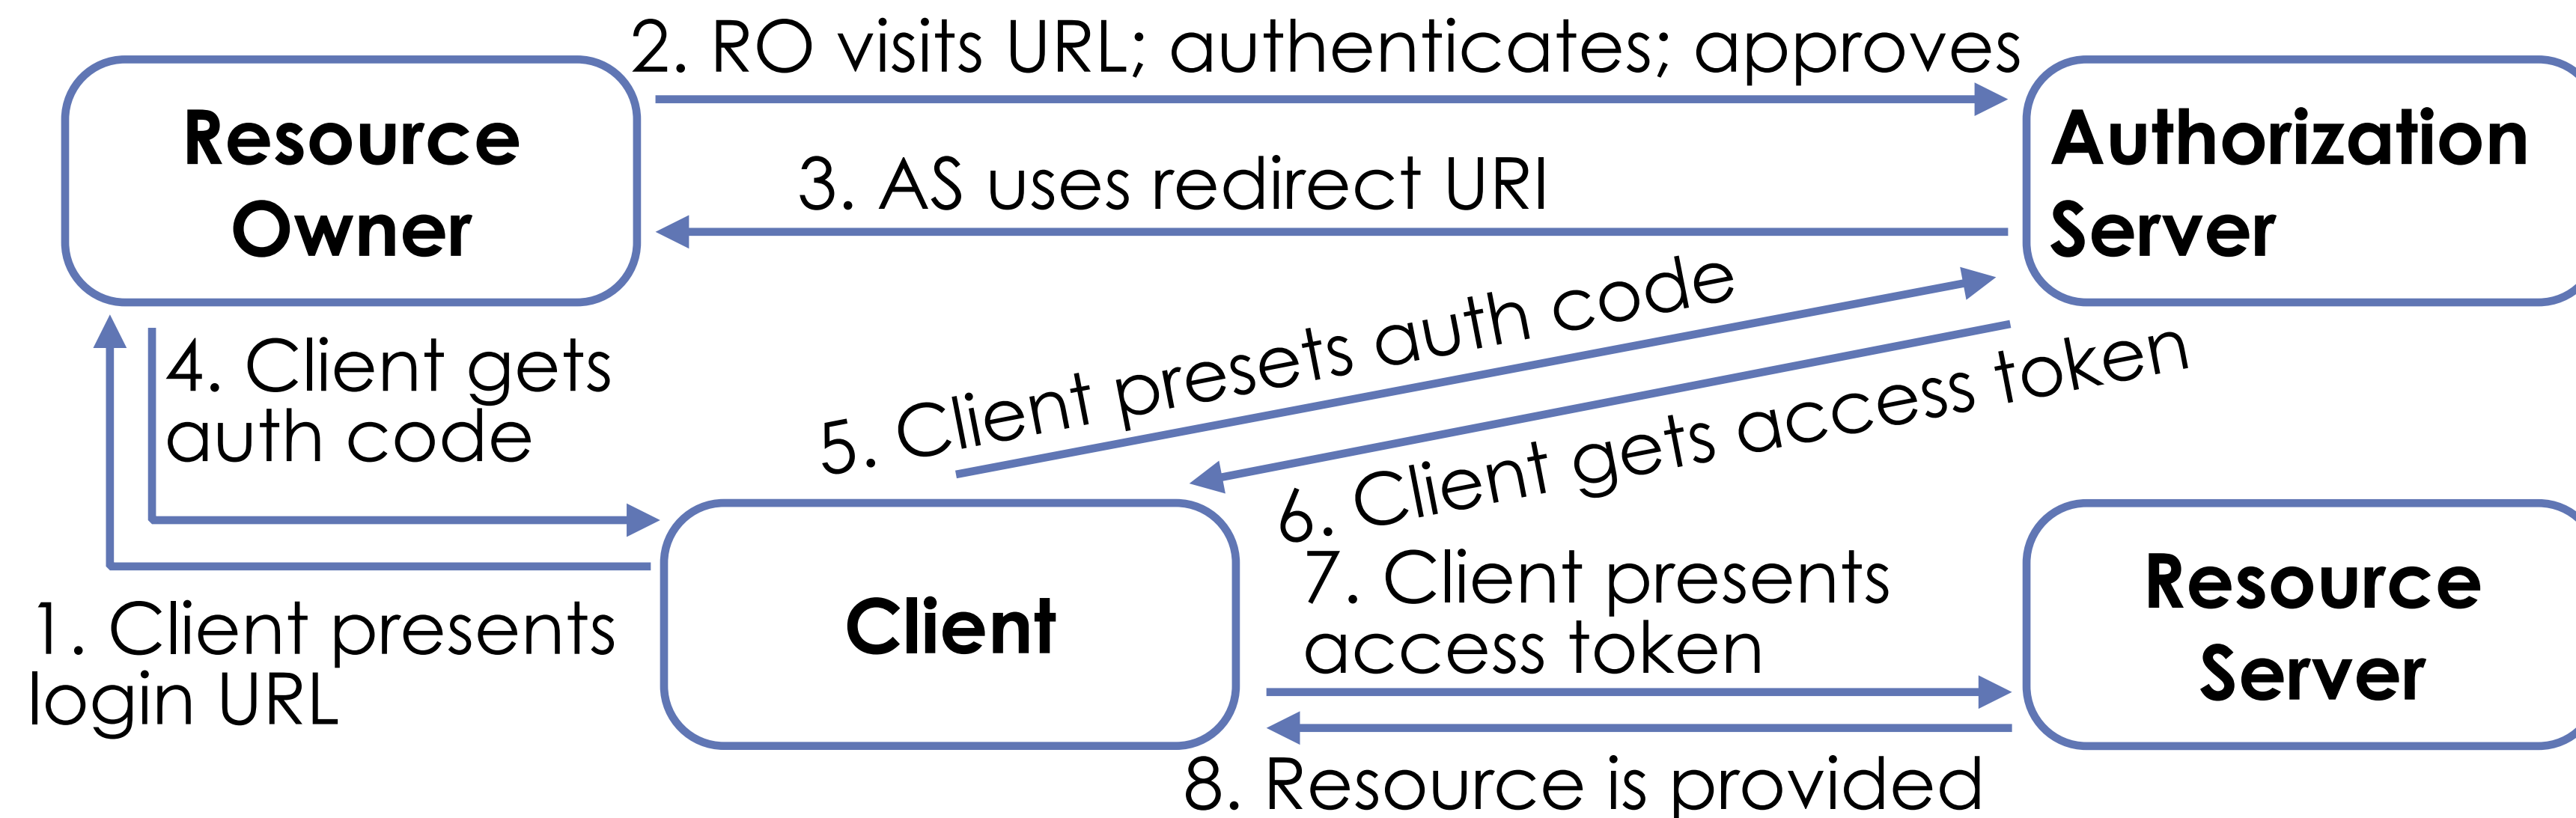 2. RO visits URL; authenticates; approves
Resource
Owner
Authorization
Server
3. AS uses redirect URI
4. Client gets
auth code
5. Client presets auth code
6. Client gets access token
1. Client presents
login URL
Client
7. Client presents
access token
Resource
Server
8. Resource is provided